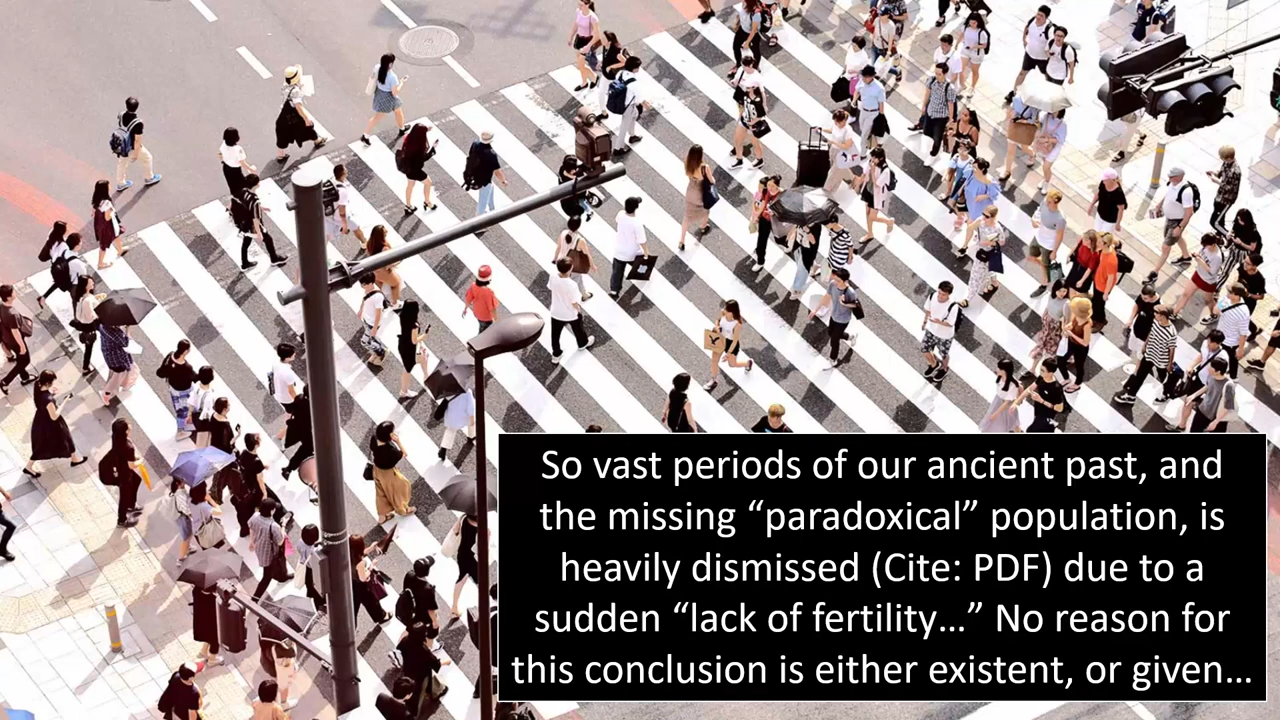 So vast periods of our ancient past, and
the missing “paradoxical” population, is
heavily dismissed (Cite: PDF) due to a
sudden “lack of fertility…” No reason for
this conclusion is either existent, or given…